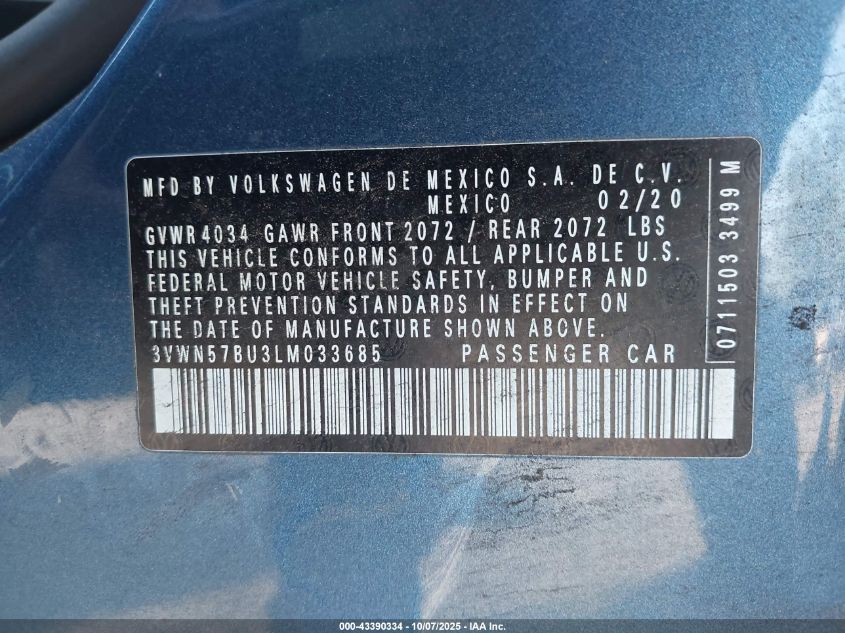 MFD BY VOLKSWAGEN DE MEXICO S.A. DE C.V.
MEXICO 02/20
GVWR 4034 GAWR FRONT 2072 / REAR 2072 LBS
THIS VEHICLE CONFORMS TO ALL APPLICABLE U.S.
FEDERAL MOTOR VEHICLE SAFETY, BUMPER AND
THEFT PREVENTION STANDARDS IN EFFECT ON
THE DATE OF MANUFACTURE SHOWN ABOVE.
3VWN57BU3LM033685 PASSENGER CAR
0711503 3499 M
000-43390334 - 10/07/2025 - IAA Inc.